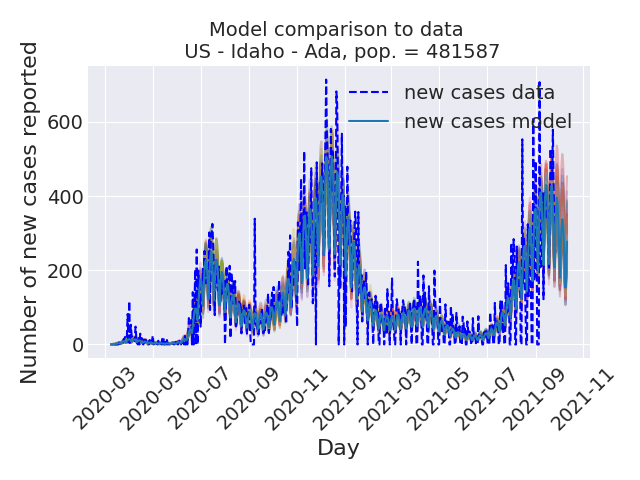 Model comparison to data
US - Idaho - Ada, pop. = 481587
Number of new cases reported
600
400
200
0
new cases data
new cases model
2020-03
2020-05
2020-07
2020-09
2020-11
2021-01
2021-03
2021-05
2021-07
2021-09
2021-11
Day